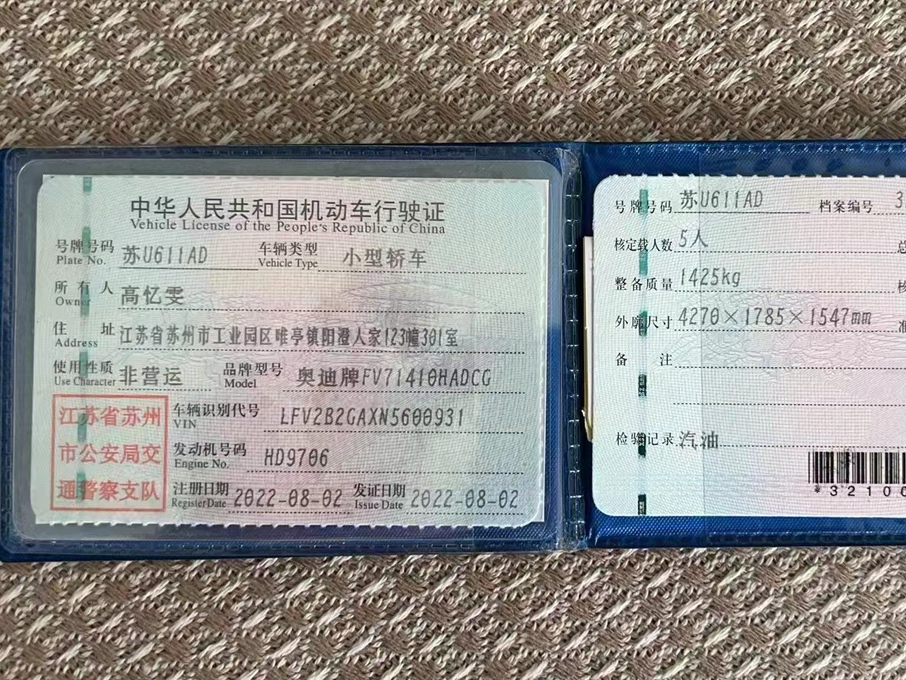 中华人民共和国机动车行驶证
Vehicle License of the People's Republic of China
号牌号码 苏U611AD 车辆类型 小型轿车
Plate No. Vehicle Type
所有人 高忆雯
Owner
住址 江苏省苏州市工业园区唯亭镇阳澄人家123幢301室
Address
使用性质 非营运 品牌型号 奥迪牌FV71410HADCG
Use Character Model
车辆识别代号 LFV2B2GAXN5600931
VIN
发动机号码 HD9706
Engine No.
注册日期 2022-08-02 发证日期 2022-08-02
Register Date Issue Date
江苏省苏州
市公安局交
通警察支队
号牌号码 苏U611AD 档案编号 3
核定载人数 5人 总
整备质量 1425kg 核
外廓尺寸 4270×1785×1547mm 准
备注
检验记录 汽油
*32100